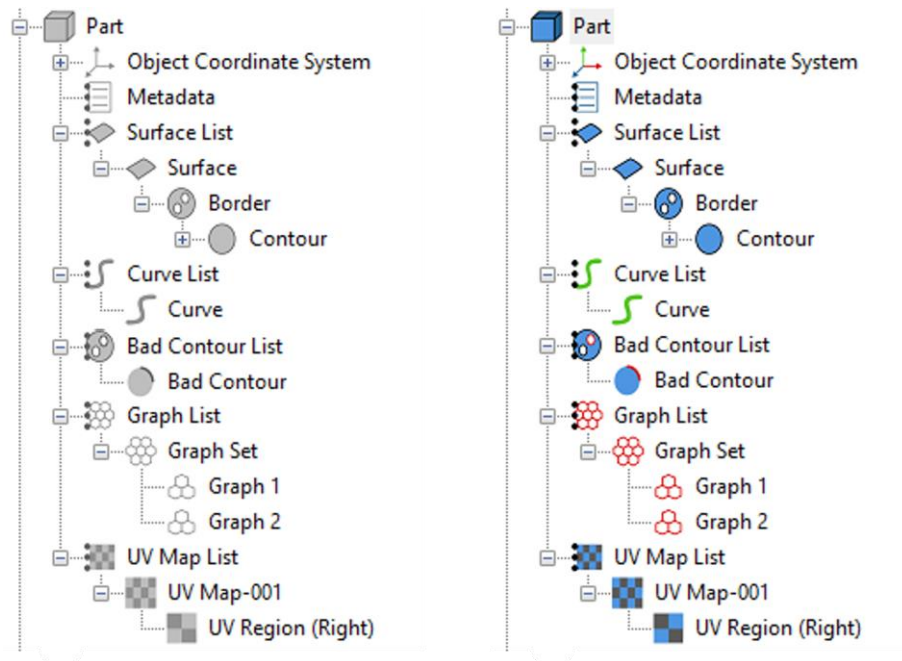 Part
Object Coordinate System
Metadata
Surface List
Surface
Border
Contour
Curve List
Curve
Bad Contour List
Bad Contour
Graph List
Graph Set
Graph 1
Graph 2
UV Map List
UV Map-001
UV Region (Right)
Part
Object Coordinate System
Metadata
Surface List
Surface
Border
Contour
Curve List
Curve
Bad Contour List
Bad Contour
Graph List
Graph Set
Graph 1
Graph 2
UV Map List
UV Map-001
UV Region (Right)